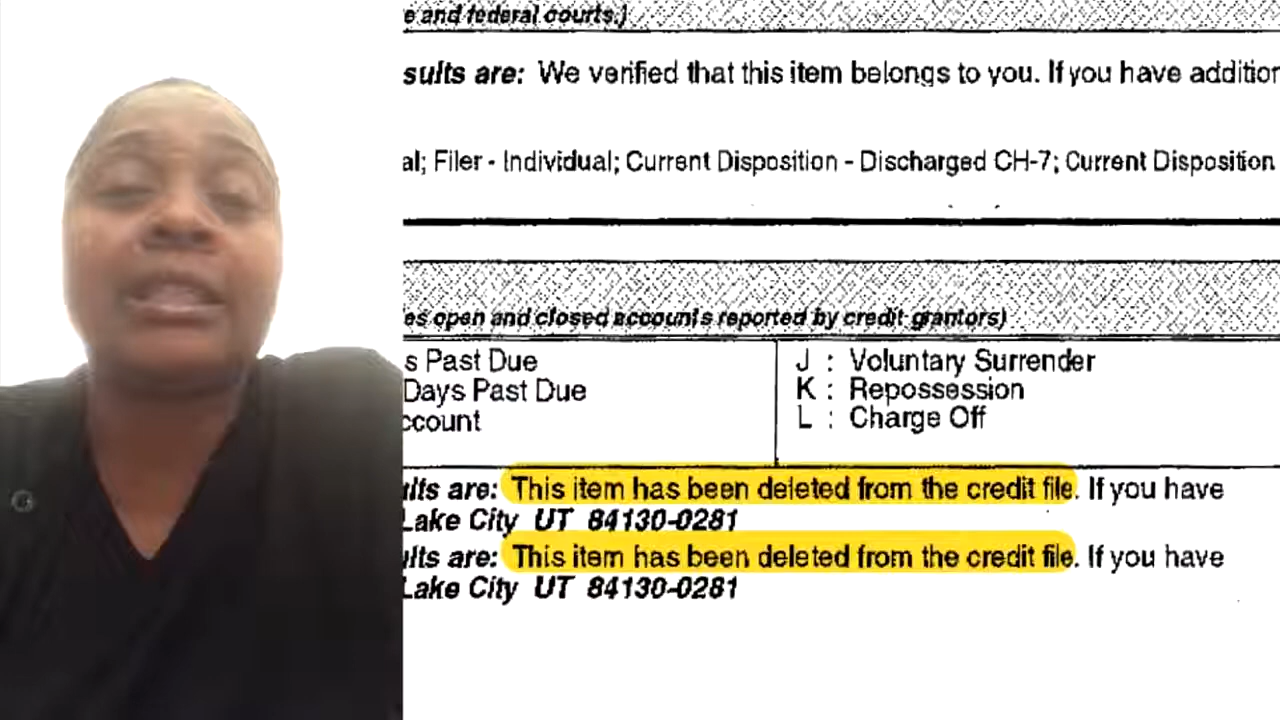 e and federal courts.)
sults are: We verified that this item belongs to you. If you have addition
al; Filer - Individual; Current Disposition - Discharged CH-7; Current Disposition
es open and closed accounts reported by credit grantors)
s Past Due
Days Past Due
ccount
J : Voluntary Surrender
K : Repossession
L : Charge Off
ults are: This item has been deleted from the credit file. If you have
Lake City UT 84130-0281
ults are: This item has been deleted from the credit file. If you have
Lake City UT 84130-0281